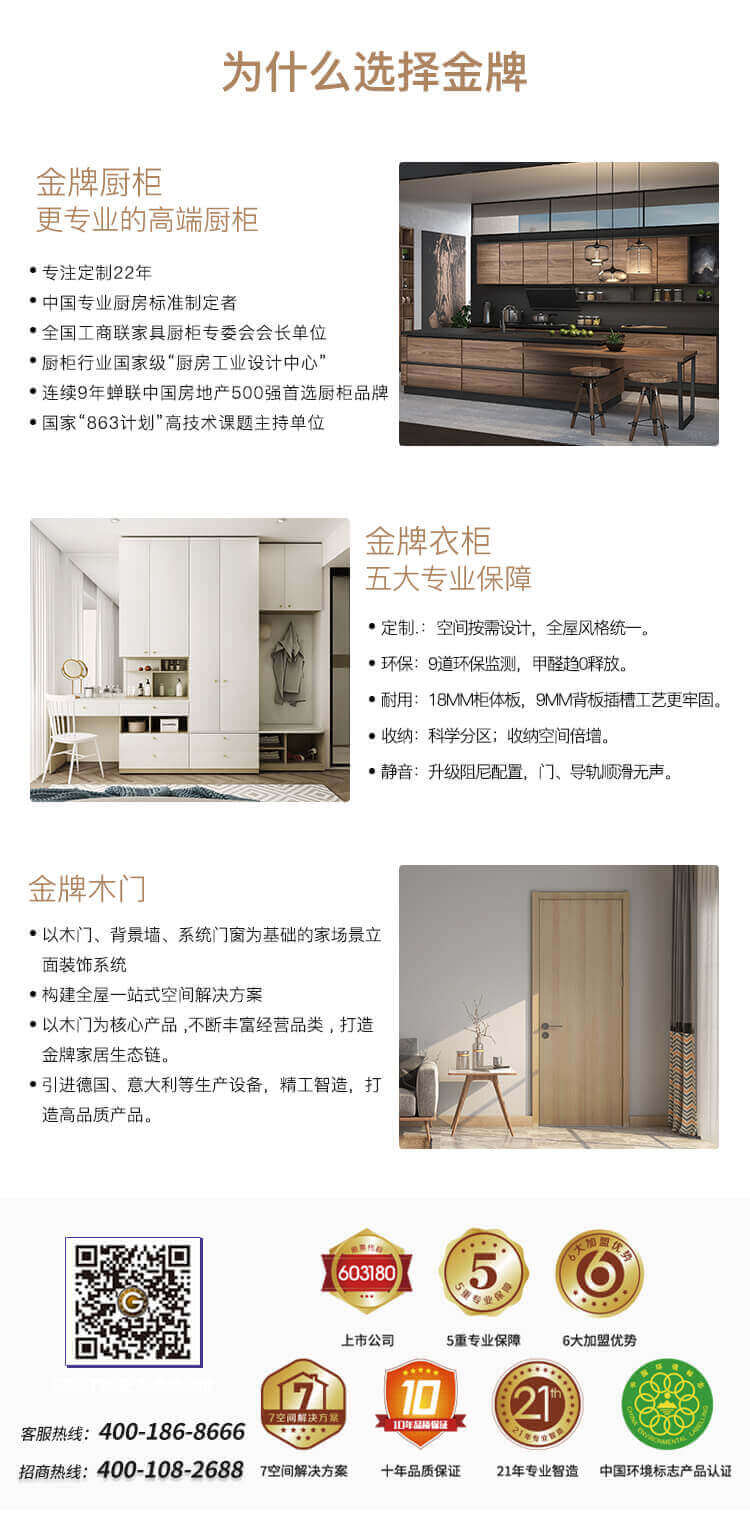 为什么选择金牌
金牌厨柜
更专业的高端厨柜
• 专注定制22年
• 中国专业厨房标准制定者
• 全国工商联家具厨柜专委会会长单位
• 厨柜行业国家级“厨房工业设计中心”
• 连续9年蝉联中国房地产500强首选厨柜品牌
• 国家“863计划”高技术课题主持单位
金牌衣柜
五大专业保障
• 定制.：空间按需设计，全屋风格统一。
• 环保：9道环保监测，甲醛趋0释放。
• 耐用：18MM柜体板，9MM背板插槽工艺更牢固。
• 收纳：科学分区；收纳空间倍增。
• 静音：升级阻尼配置，门、导轨顺滑无声。
金牌木门
• 以木门、背景墙、系统门窗为基础的家场景立
面装饰系统
• 构建全屋一站式空间解决方案
• 以木门为核心产品 ,不断丰富经营品类 , 打造
金牌家居生态链。
• 引进德国、意大利等生产设备，精工智造，打
造高品质产品。
股票代码
603180
上市公司
5
5重专业保障
5重专业保障
6大加盟优势
6
6大加盟优势
7
7空间解决方案
7空间解决方案
10
10年品质保证
十年品质保证
21th
21年专业智造
21年专业智造
中国环境标志
CHINA ENVIRONMENTAL LABELLING
中国环境标志产品认证
客服热线：400-186-8666
招商热线：400-108-2688